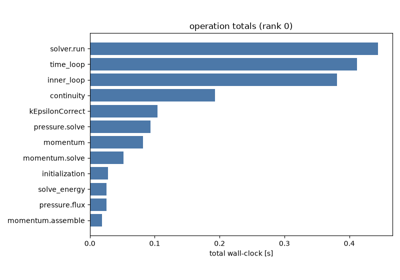 operation totals (rank 0)
solver.run
time_loop
inner_loop
continuity
kEpsilonCorrect
pressure.solve
momentum
momentum.solve
initialization
solve_energy
pressure.flux
momentum.assemble
0.0 0.1 0.2 0.3 0.4
total wall-clock [s]